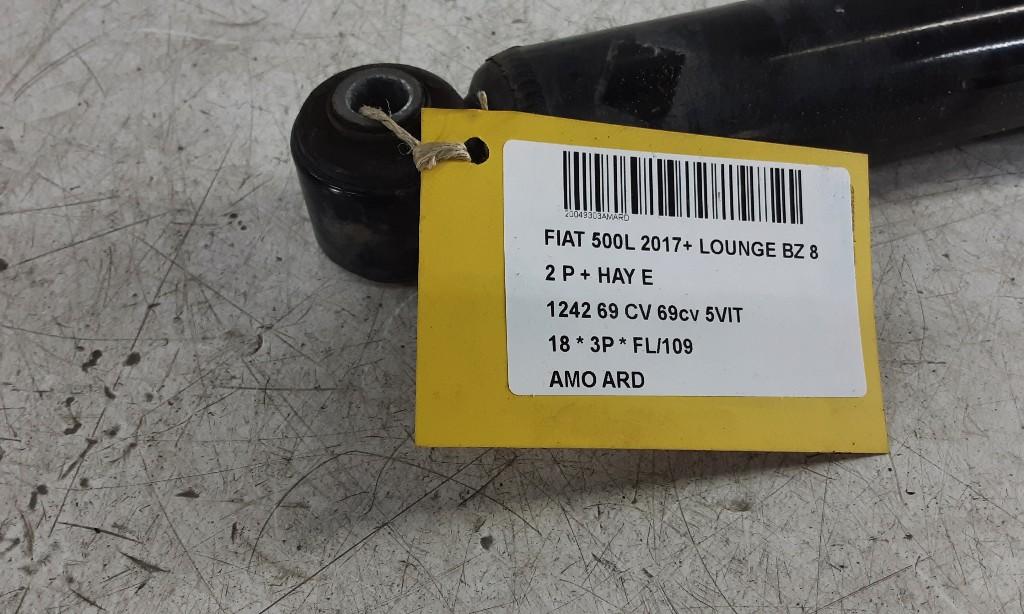 20049303AMARD
FIAT 500L 2017+ LOUNGE BZ 8
2 P + HAY E
1242 69 CV 69cv 5VIT
18 * 3P * FL/109
AMO ARD